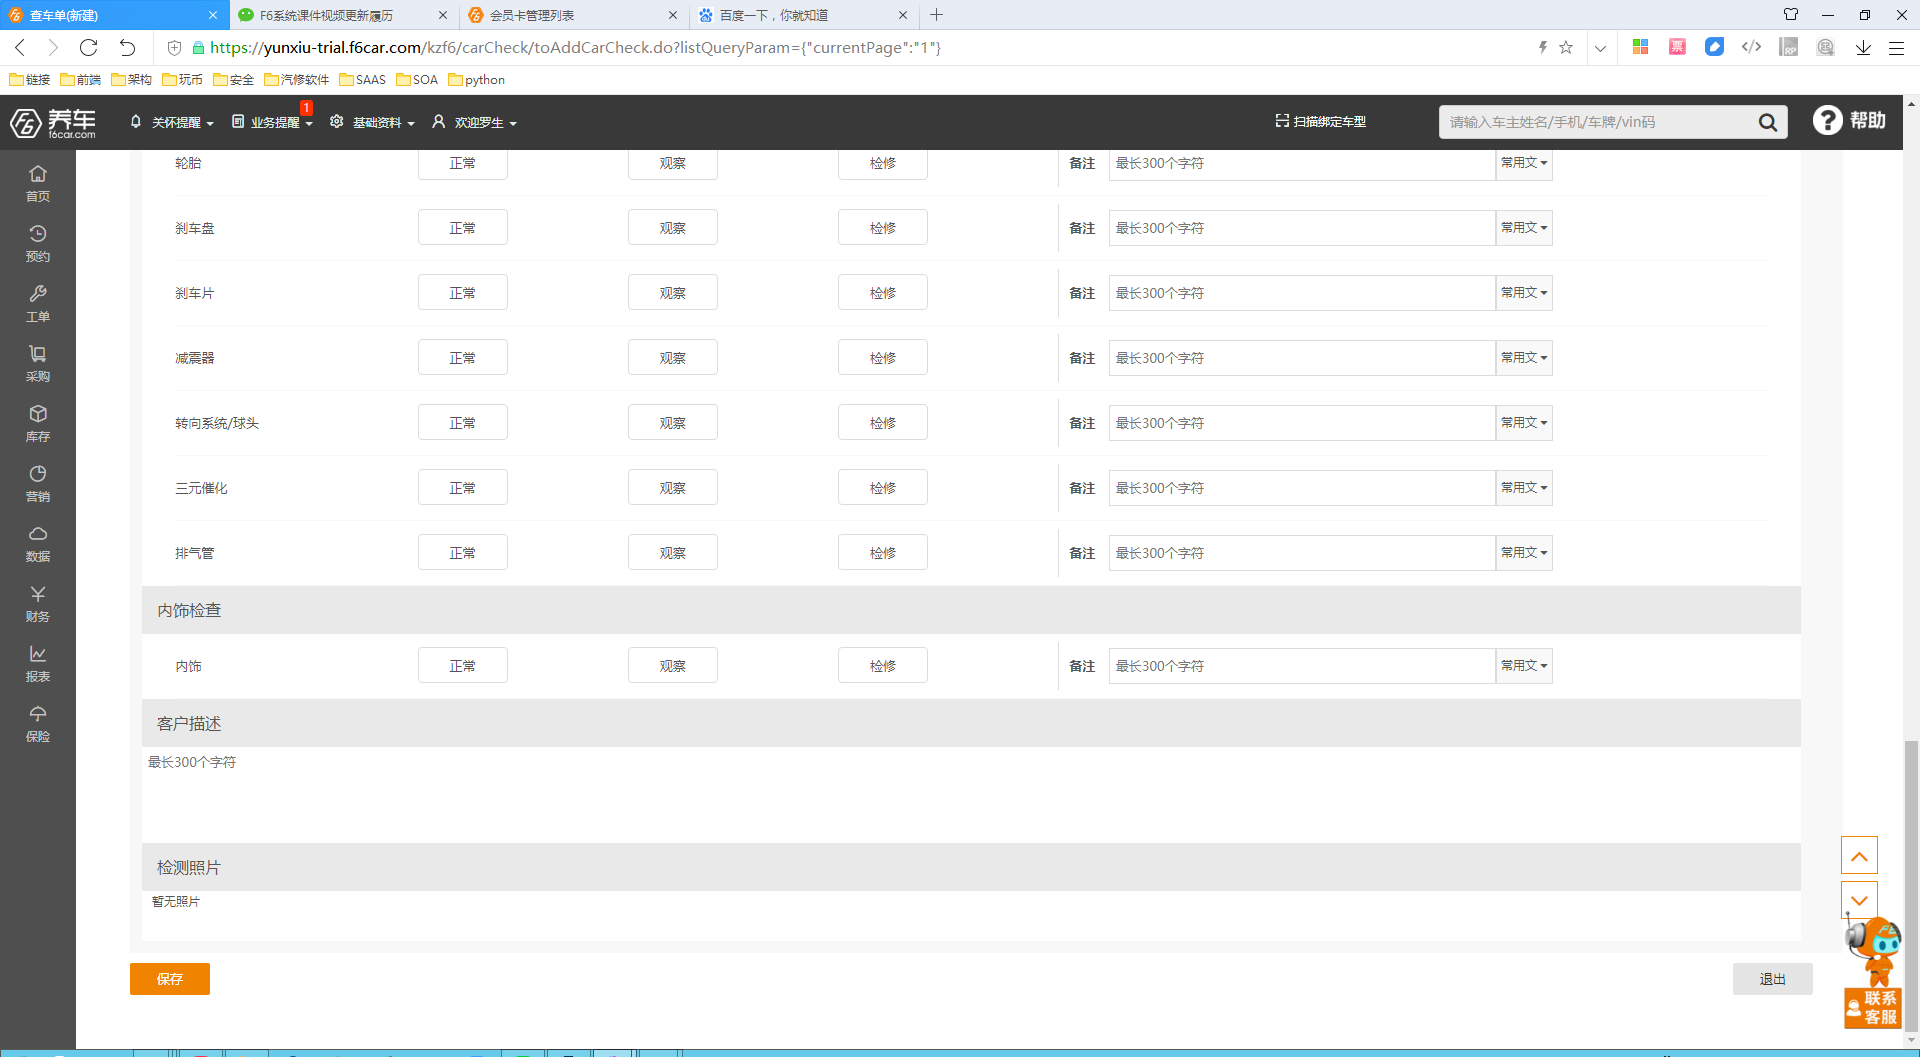 查车单(新建)
F6系统课件视频更新履历
会员卡管理列表
百度一下，你就知道
https://yunxiu-trial.f6car.com/kzf6/carCheck/toAddCarCheck.do?listQueryParam={"currentPage":"1"}
票
RP
链接 前端 架构 玩币 安全 汽修软件 SAAS SOA python
F6 养车 f6car.com
关怀提醒 业务提醒 1 基础资料 欢迎罗生
扫描绑定车型
请输入车主姓名/手机/车牌/vin码
? 帮助
首页
预约
工单
采购
库存
营销
数据
财务
报表
保险
轮胎 正常 观察 检修 备注 最长300个字符 常用文
刹车盘 正常 观察 检修 备注 最长300个字符 常用文
刹车片 正常 观察 检修 备注 最长300个字符 常用文
减震器 正常 观察 检修 备注 最长300个字符 常用文
转向系统/球头 正常 观察 检修 备注 最长300个字符 常用文
三元催化 正常 观察 检修 备注 最长300个字符 常用文
排气管 正常 观察 检修 备注 最长300个字符 常用文
内饰检查
内饰 正常 观察 检修 备注 最长300个字符 常用文
客户描述
最长300个字符
检测照片
暂无照片
保存
退出
联系
客服